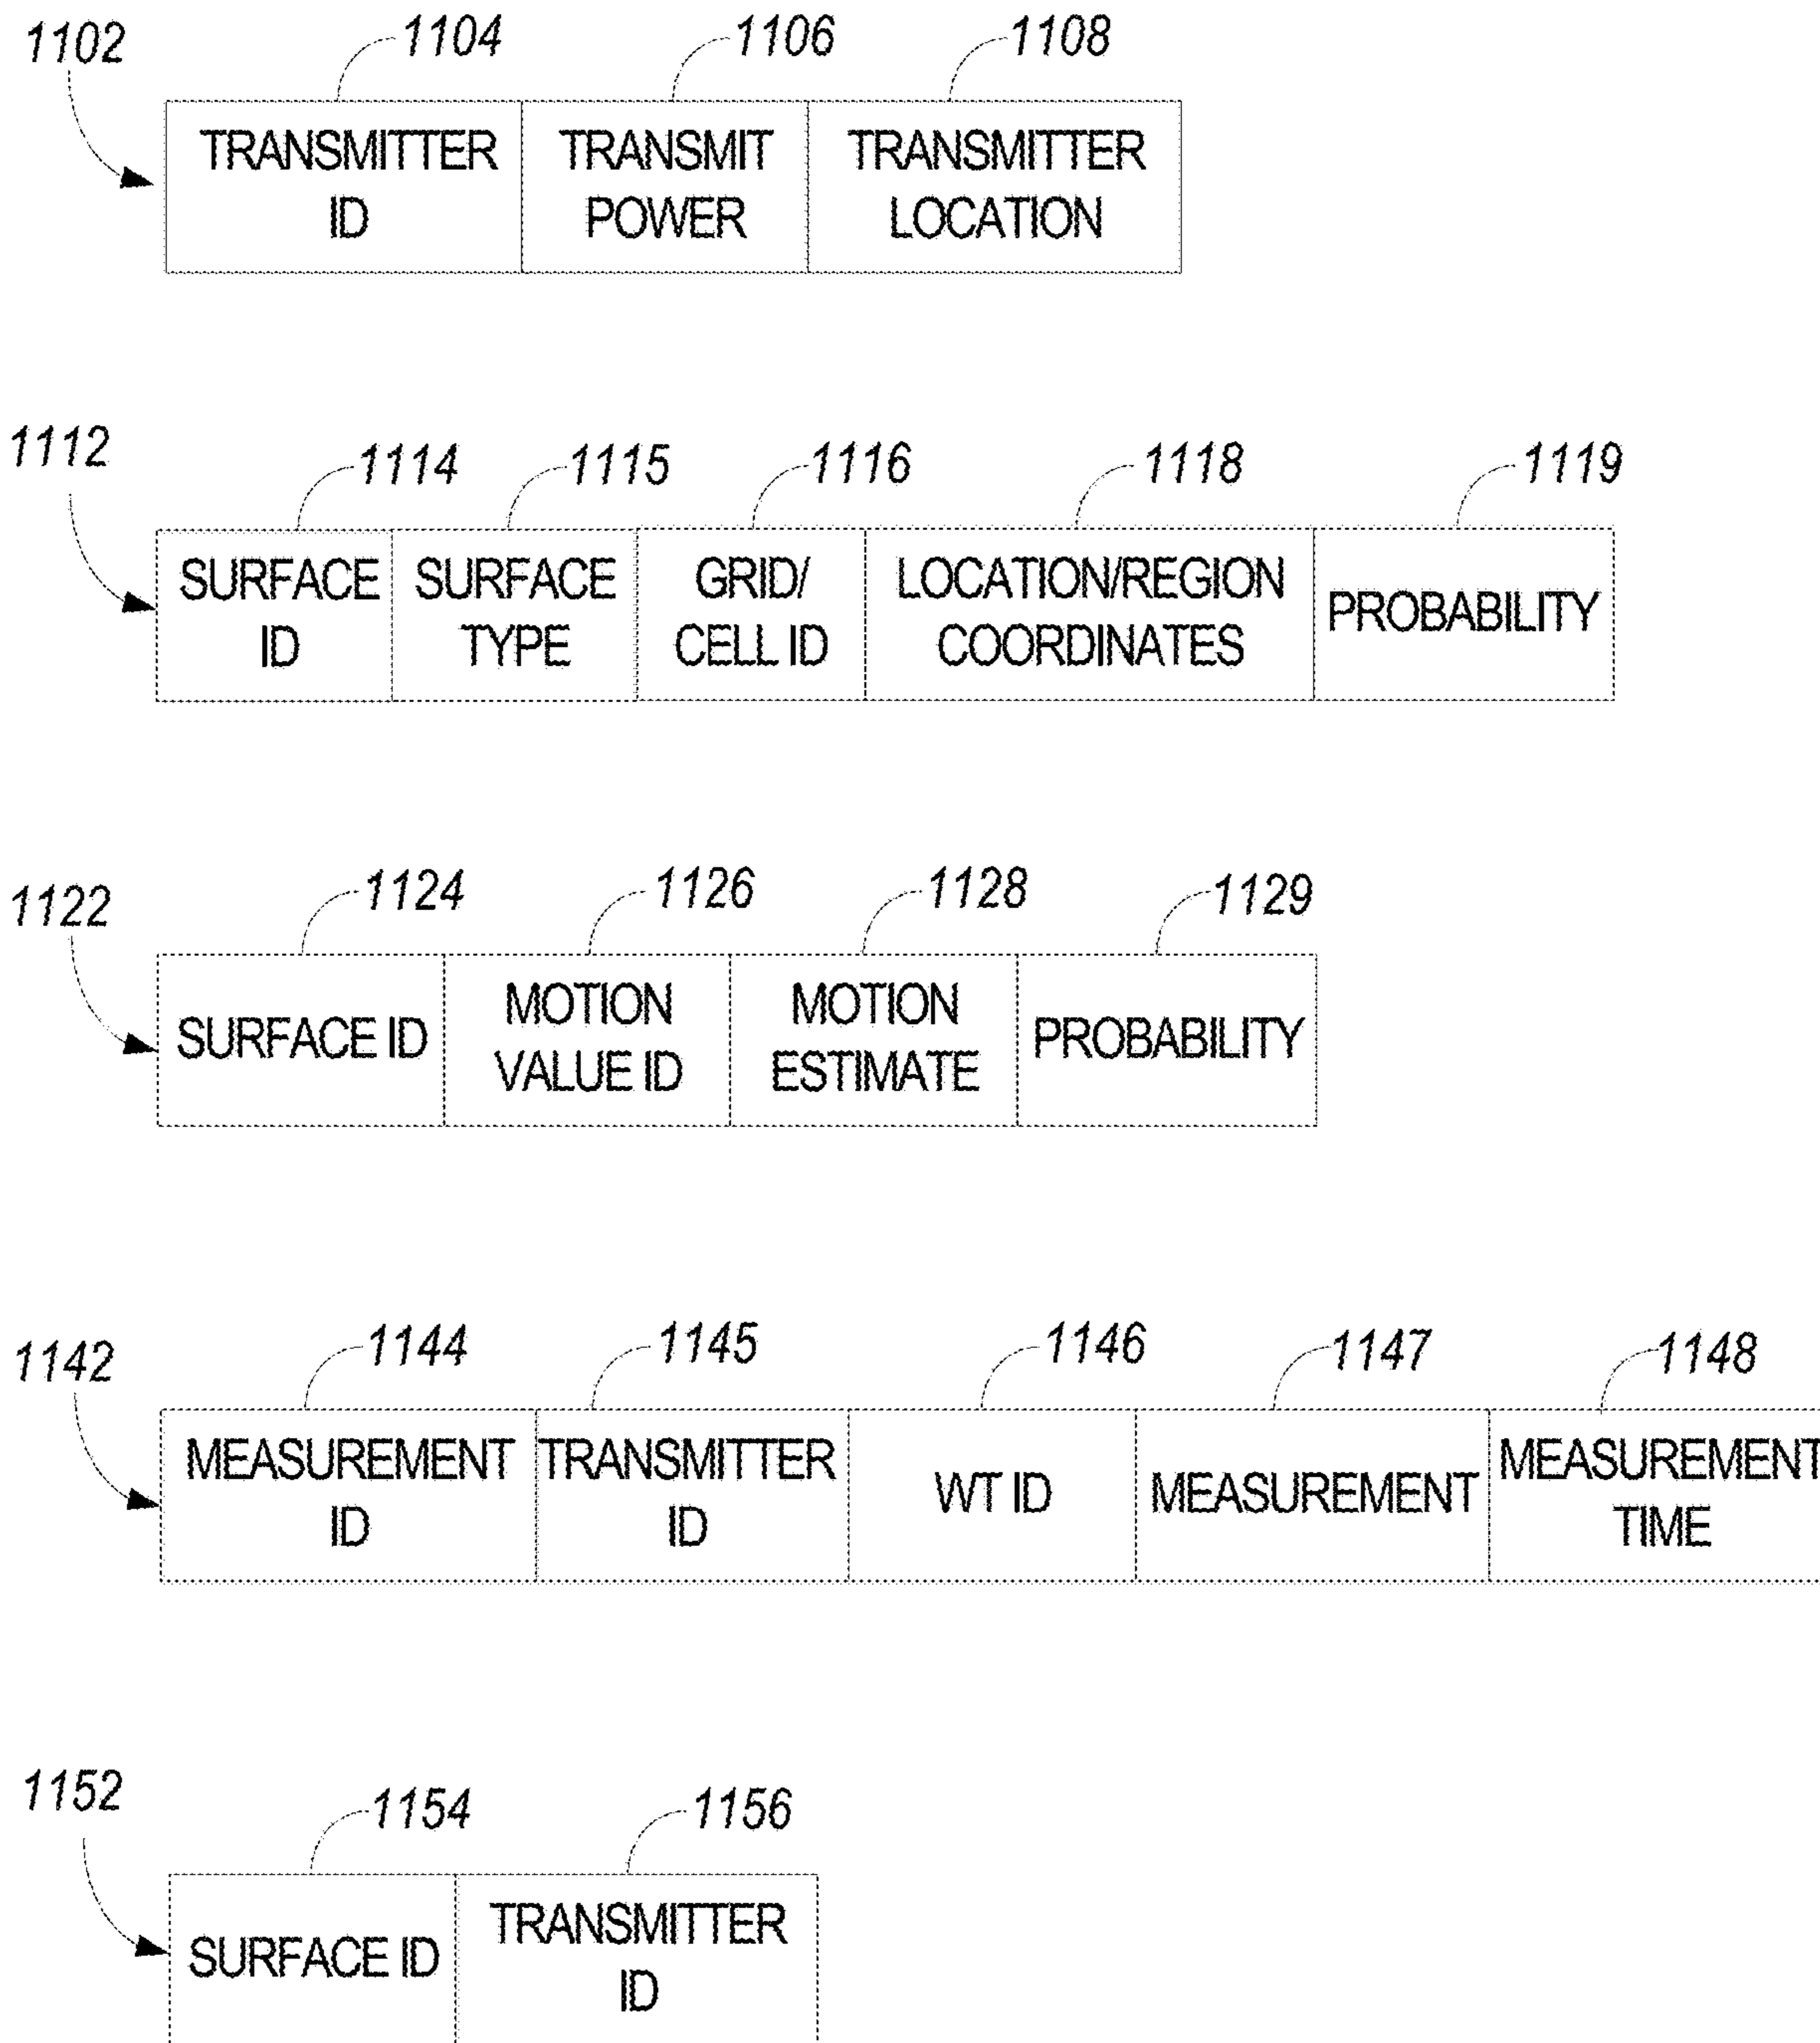 1102
1104
1106
1108
TRANSMITTER
ID
TRANSMIT
POWER
TRANSMITTER
LOCATION
1112
1114
1115
1116
1118
1119
SURFACE
ID
SURFACE
TYPE
GRID/
CELL ID
LOCATION/REGION
COORDINATES
PROBABILITY
1122
1124
1126
1128
1129
SURFACE ID
MOTION
VALUE ID
MOTION
ESTIMATE
PROBABILITY
1142
1144
1145
1146
1147
1148
MEASUREMENT
ID
TRANSMITTER
ID
WT ID
MEASUREMENT
MEASUREMENT
TIME
1152
1154
1156
SURFACE ID
TRANSMITTER
ID